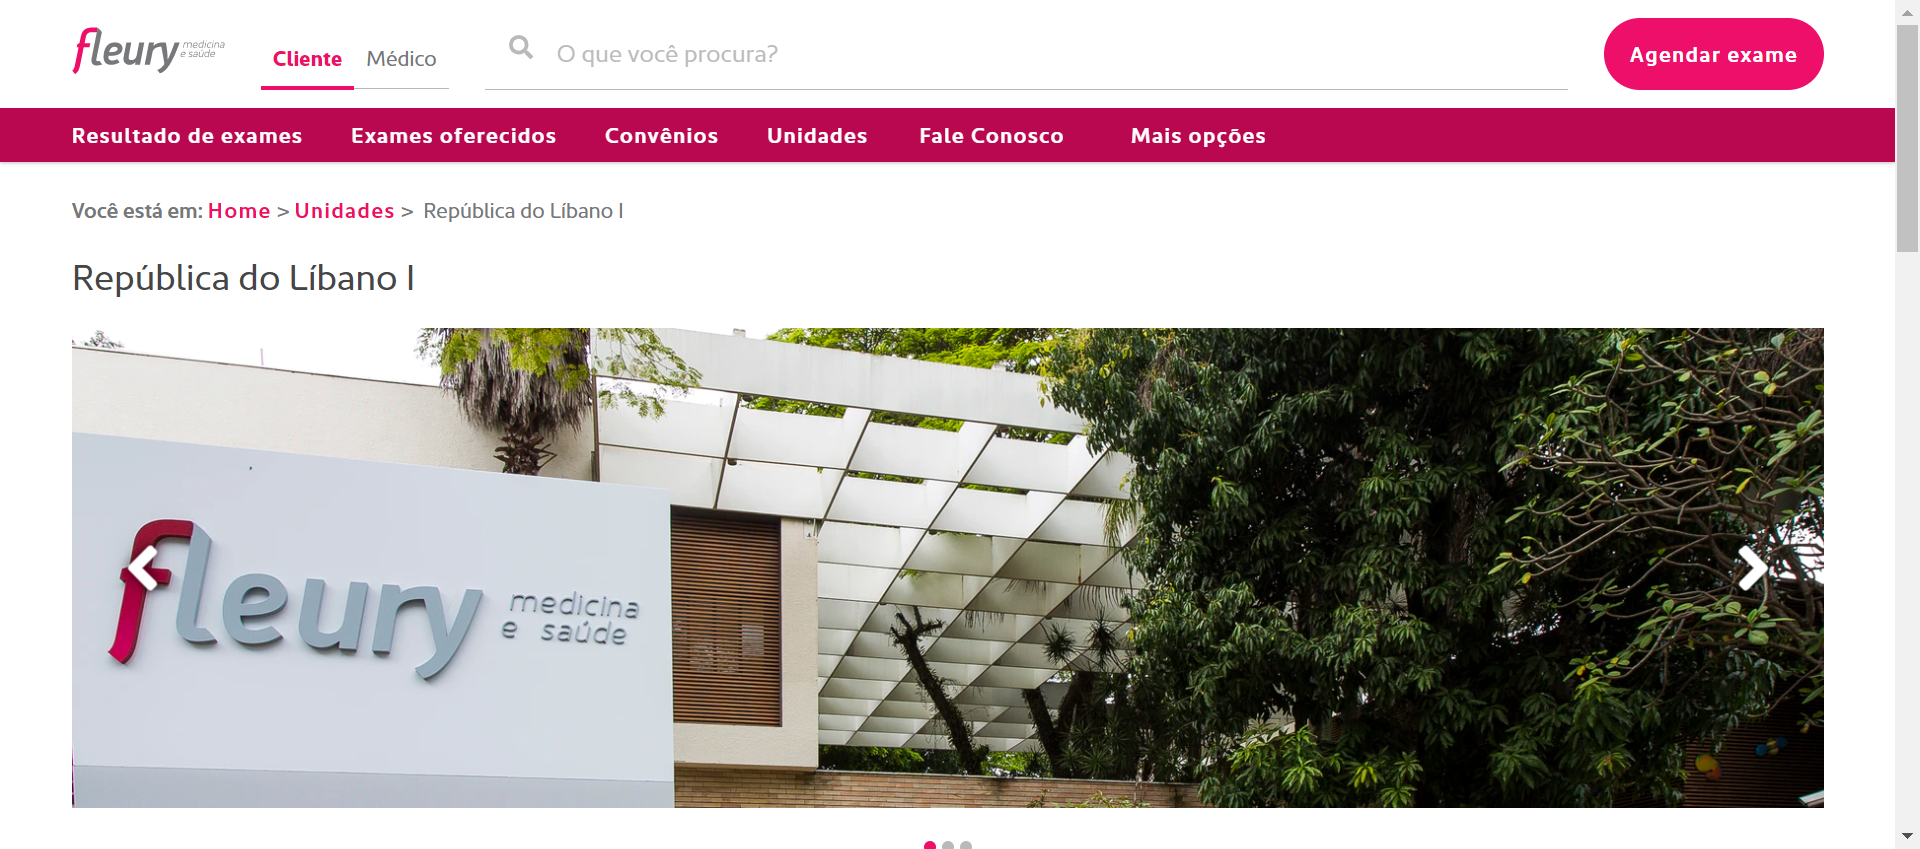 fleury medicina e saúde
Cliente
Médico
O que você procura?
Agendar exame
Resultado de exames
Exames oferecidos
Convênios
Unidades
Fale Conosco
Mais opções
Você está em: Home > Unidades > República do Líbano I
República do Líbano I
fleury medicina
e saúde